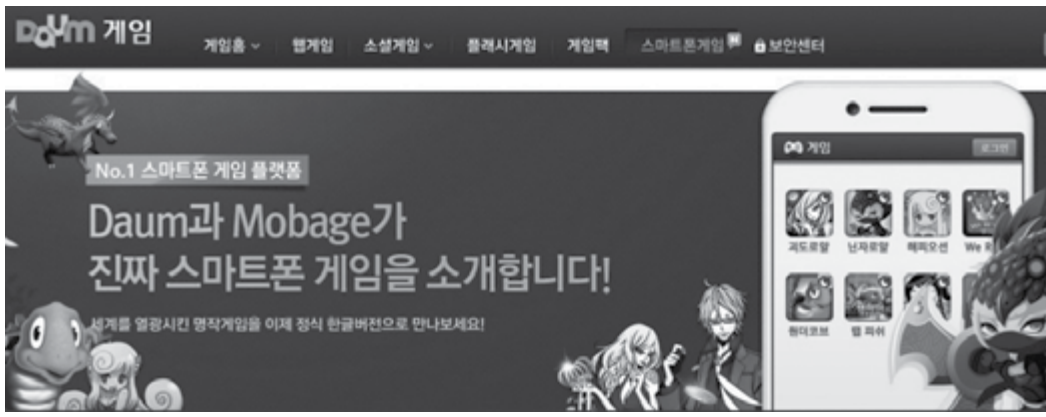 Daum 게임
게임홈 웹게임 소셜게임 플래시게임 게임팩 스마트폰게임 N 보안센터
No.1 스마트폰 게임 플랫폼
Daum과 Mobage가
진짜 스마트폰 게임을 소개합니다!
세계를 열광시킨 명작게임을 이제 정식 한글버전으로 만나보세요!
게임 로그인
괴도로얄 닌자로얄 해피오션 We
원더코브 탭 피쉬